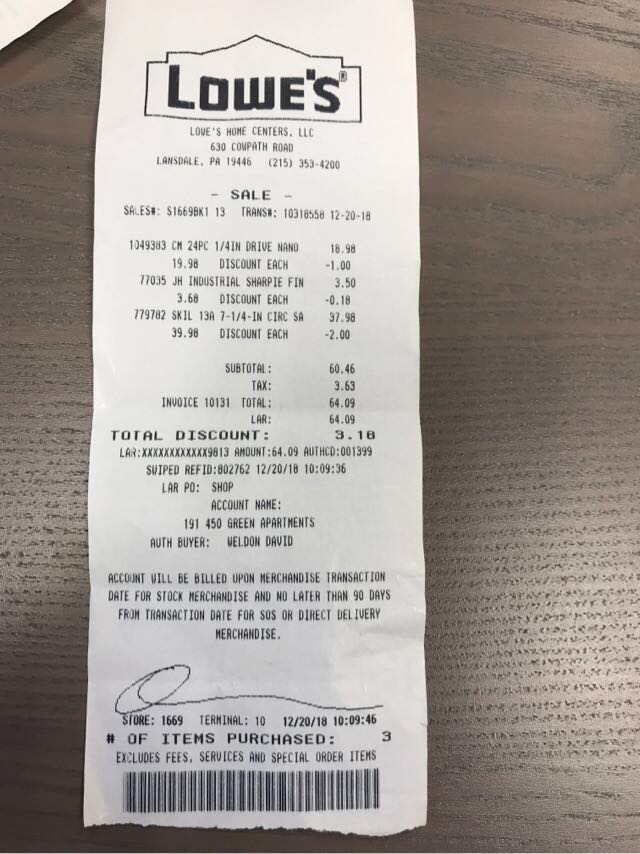 LOWE'S®
LOWE'S HOME CENTERS, LLC
630 COWPATH ROAD
LANSDALE, PA 19446 (215) 353-4200
- SALE -
SALES#: S1669BK1 13 TRANS#: 10318558 12-20-18
1049383 CM 24PC 1/4IN DRIVE NANO 18.98
19.98 DISCOUNT EACH -1.00
77035 JH INDUSTRIAL SHARPIE FIN 3.50
3.68 DISCOUNT EACH -0.18
779782 SKIL 13A 7-1/4-IN CIRC SA 37.98
39.98 DISCOUNT EACH -2.00
SUBTOTAL: 60.46
TAX: 3.63
INVOICE 10131 TOTAL: 64.09
LAR: 64.09
TOTAL DISCOUNT: 3.18
LAR:XXXXXXXXXXXX9813 AMOUNT:64.09 AUTHCD:001399
SWIPED REFID:802762 12/20/18 10:09:36
LAR PO: SHOP
ACCOUNT NAME:
191 450 GREEN APARTMENTS
AUTH BUYER: WELDON DAVID
ACCOUNT WILL BE BILLED UPON MERCHANDISE TRANSACTION
DATE FOR STOCK MERCHANDISE AND NO LATER THAN 90 DAYS
FROM TRANSACTION DATE FOR SOS OR DIRECT DELIVERY
MERCHANDISE.
STORE: 1669 TERMINAL: 10 12/20/18 10:09:46
# OF ITEMS PURCHASED: 3
EXCLUDES FEES, SERVICES AND SPECIAL ORDER ITEMS